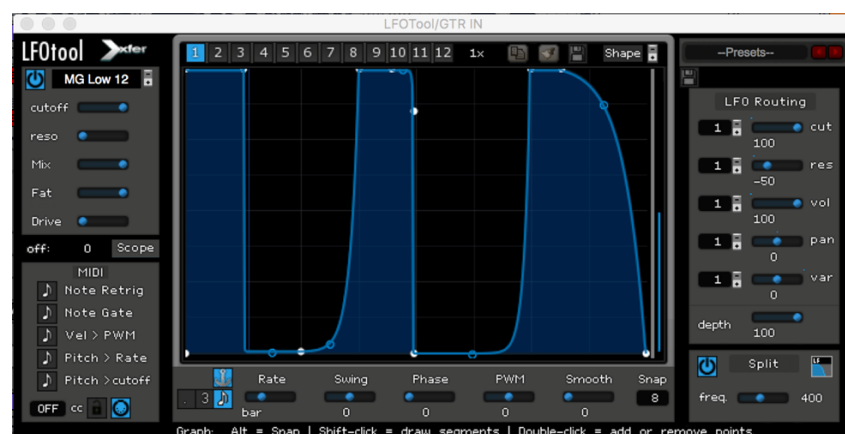 LFOTool/GTR IN
LFOtool xfer
1 2 3 4 5 6 7 8 9 10 11 12 1x Shape
--Presets--
MG Low 12
cutoff
reso
Mix
Fat
Drive
off: 0 Scope
MIDI
Note Retrig
Note Gate
Vel > PWM
Pitch > Rate
Pitch >cutoff
OFF cc
LFO Routing
1 cut
100
1 res
-50
1 vol
100
1 pan
0
1 var
0
depth
100
Split
freq. 400
Rate Swing Phase PWM Smooth Snap
. 3 8
bar 0 0 0 0
Graph: Alt = Snap | Shift-click = draw segments | Double-click = add or remove points